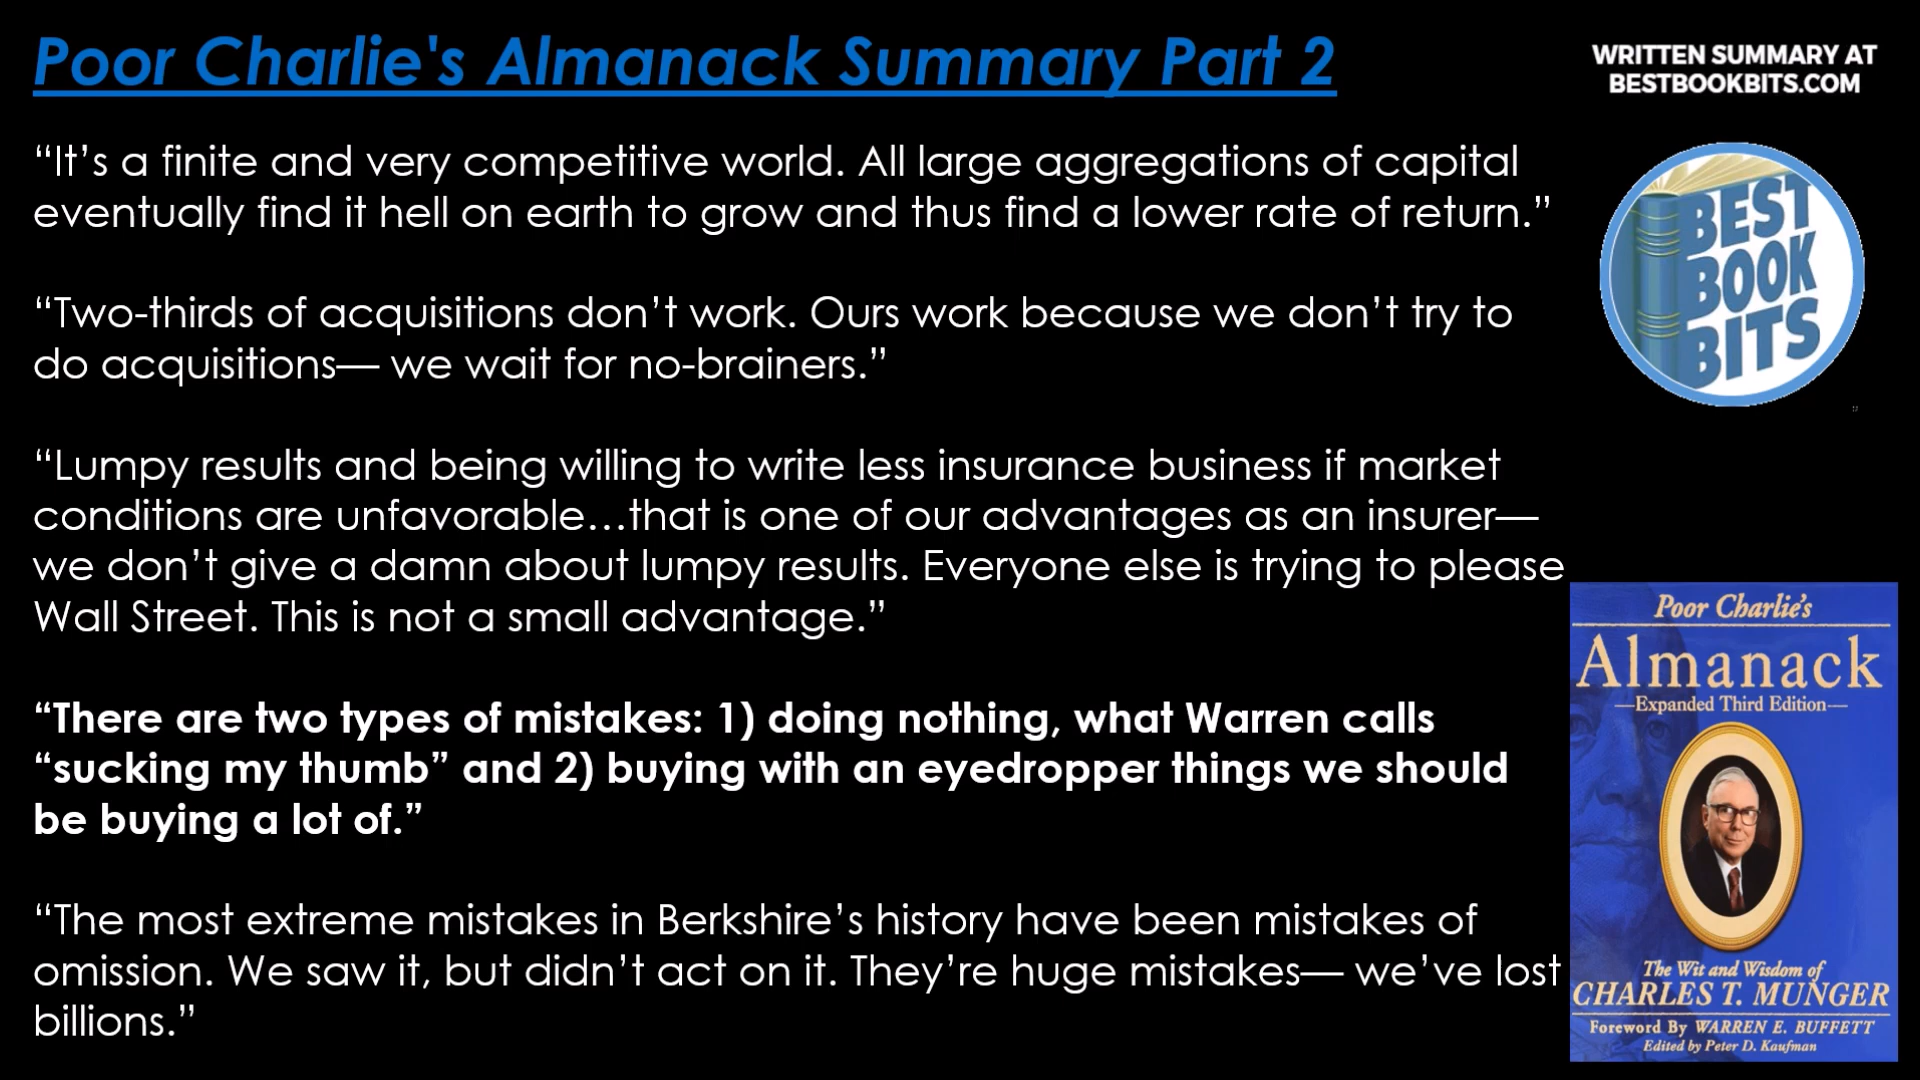 Poor Charlie's Almanack Summary Part 2
WRITTEN SUMMARY AT
BESTBOOKBITS.COM
“It’s a finite and very competitive world. All large aggregations of capital
eventually find it hell on earth to grow and thus find a lower rate of return.”
“Two-thirds of acquisitions don’t work. Ours work because we don’t try to
do acquisitions— we wait for no-brainers.”
“Lumpy results and being willing to write less insurance business if market
conditions are unfavorable…that is one of our advantages as an insurer—
we don’t give a damn about lumpy results. Everyone else is trying to please
Wall Street. This is not a small advantage.”
“There are two types of mistakes: 1) doing nothing, what Warren calls
“sucking my thumb” and 2) buying with an eyedropper things we should
be buying a lot of.”
“The most extreme mistakes in Berkshire’s history have been mistakes of
omission. We saw it, but didn’t act on it. They’re huge mistakes— we’ve lost
billions.”
BEST
BOOK
BITS
Poor Charlie’s
Almanack
—Expanded Third Edition—
The Wit and Wisdom of
CHARLES T. MUNGER
Foreword By WARREN E. BUFFETT
Edited by Peter D. Kaufman